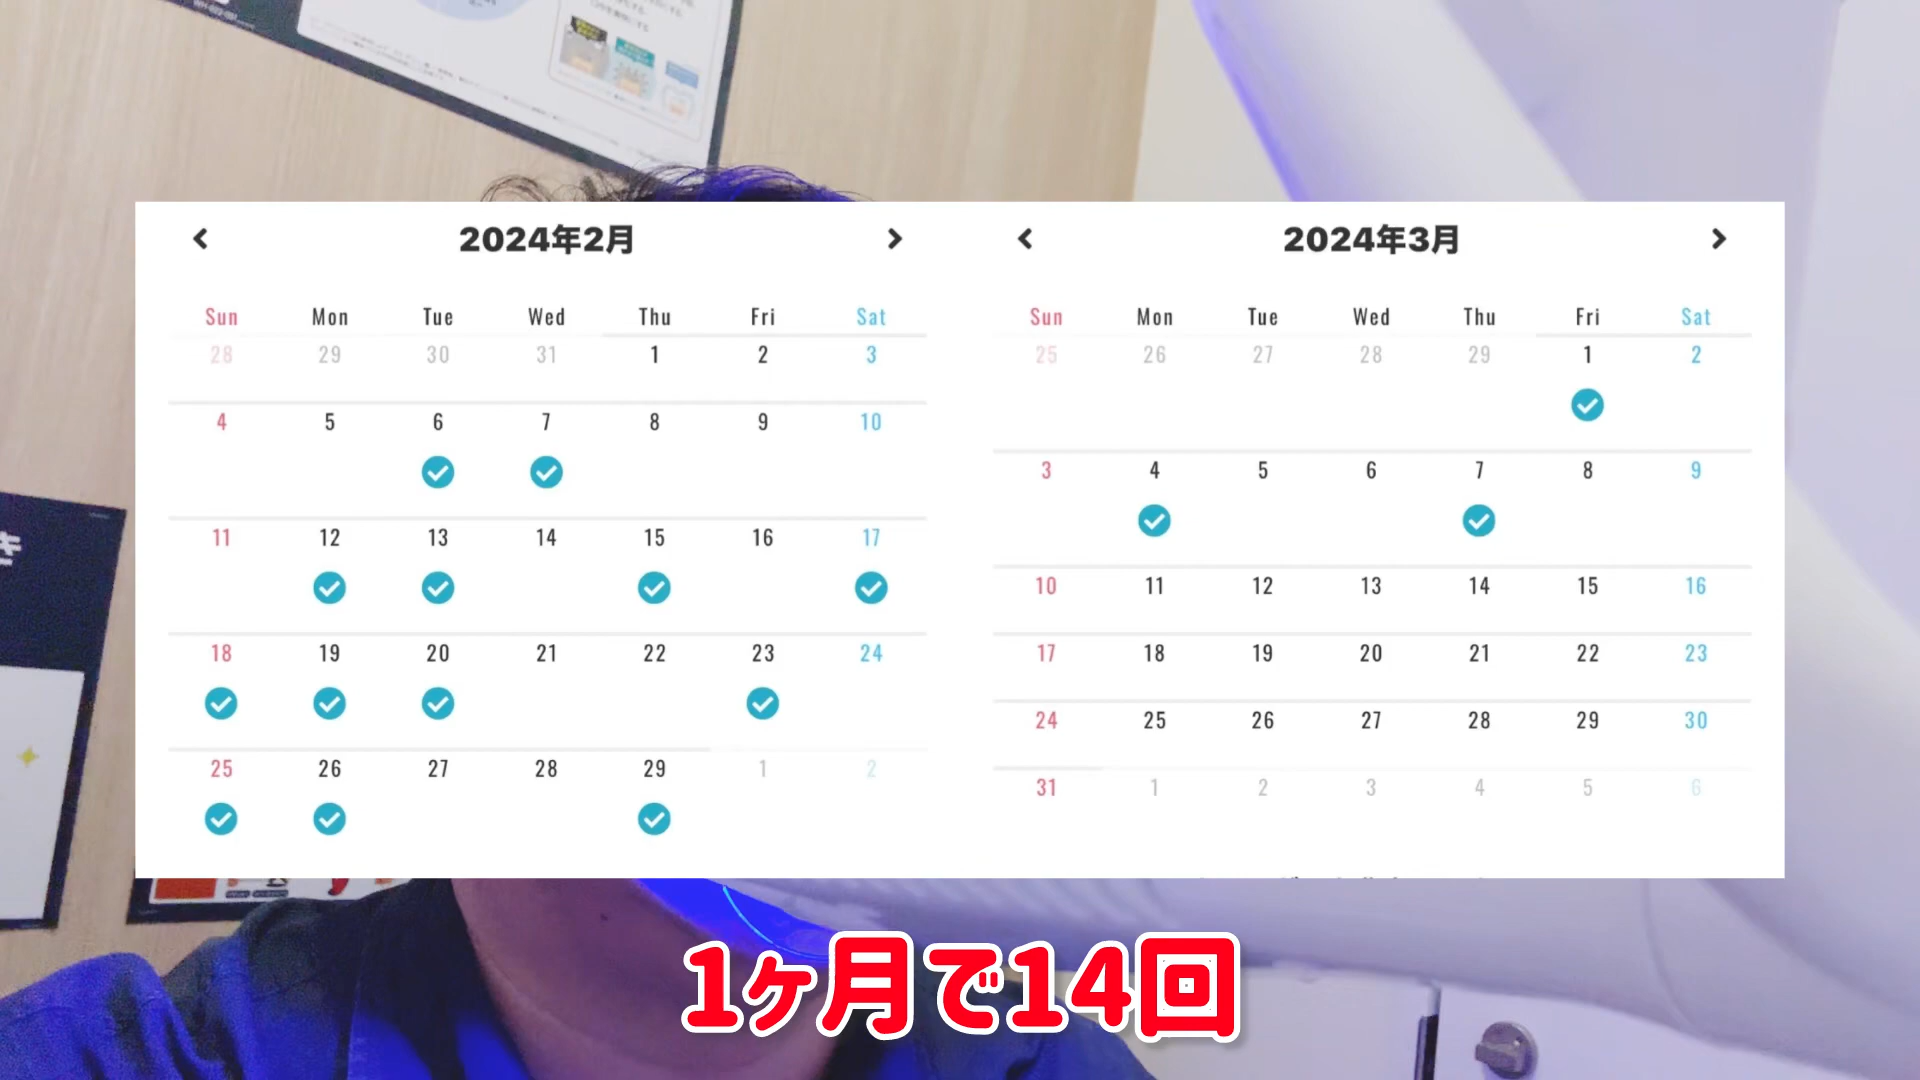 2024年2月
Sun Mon Tue Wed Thu Fri Sat
28 29 30 31 1 2 3
4 5 6 7 8 9 10
11 12 13 14 15 16 17
18 19 20 21 22 23 24
25 26 27 28 29 1 2
2024年3月
Sun Mon Tue Wed Thu Fri Sat
25 26 27 28 29 1 2
3 4 5 6 7 8 9
10 11 12 13 14 15 16
17 18 19 20 21 22 23
24 25 26 27 28 29 30
31 1 2 3 4 5 6
き
1ヶ月で14回